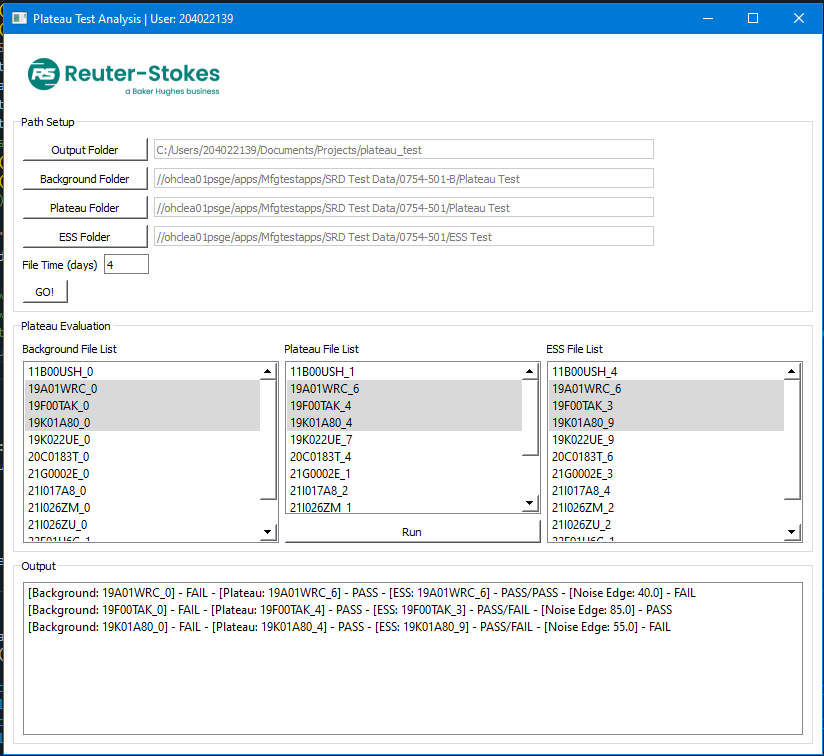 Plateau Test Analysis | User: 204022139
RS Reuter-Stokes
a Baker Hughes business
Path Setup
Output Folder C:/Users/204022139/Documents/Projects/plateau_test
Background Folder //ohclea01psge/apps/Mfgtestapps/SRD Test Data/0754-501-B/Plateau Test
Plateau Folder //ohclea01psge/apps/Mfgtestapps/SRD Test Data/0754-501/Plateau Test
ESS Folder //ohclea01psge/apps/Mfgtestapps/SRD Test Data/0754-501/ESS Test
File Time (days) 4
GO!
Plateau Evaluation
Background File List
11B00USH_0
19A01WRC_0
19F00TAK_0
19K01A80_0
19K022UE_0
20C0183T_0
21G0002E_0
21I017A8_0
21I026ZM_0
21I026ZU_0
Plateau File List
11B00USH_1
19A01WRC_6
19F00TAK_4
19K01A80_4
19K022UE_7
20C0183T_4
21G0002E_1
21I017A8_2
21I026ZM_1
Run
ESS File List
11B00USH_4
19A01WRC_6
19F00TAK_3
19K01A80_9
19K022UE_9
20C0183T_6
21G0002E_3
21I017A8_4
21I026ZM_2
21I026ZU_2
Output
[Background: 19A01WRC_0] - FAIL - [Plateau: 19A01WRC_6] - PASS - [ESS: 19A01WRC_6] - PASS/PASS - [Noise Edge: 40.0] - FAIL
[Background: 19F00TAK_0] - FAIL - [Plateau: 19F00TAK_4] - PASS - [ESS: 19F00TAK_3] - PASS/FAIL - [Noise Edge: 85.0] - PASS
[Background: 19K01A80_0] - FAIL - [Plateau: 19K01A80_4] - PASS - [ESS: 19K01A80_9] - PASS/FAIL - [Noise Edge: 55.0] - FAIL